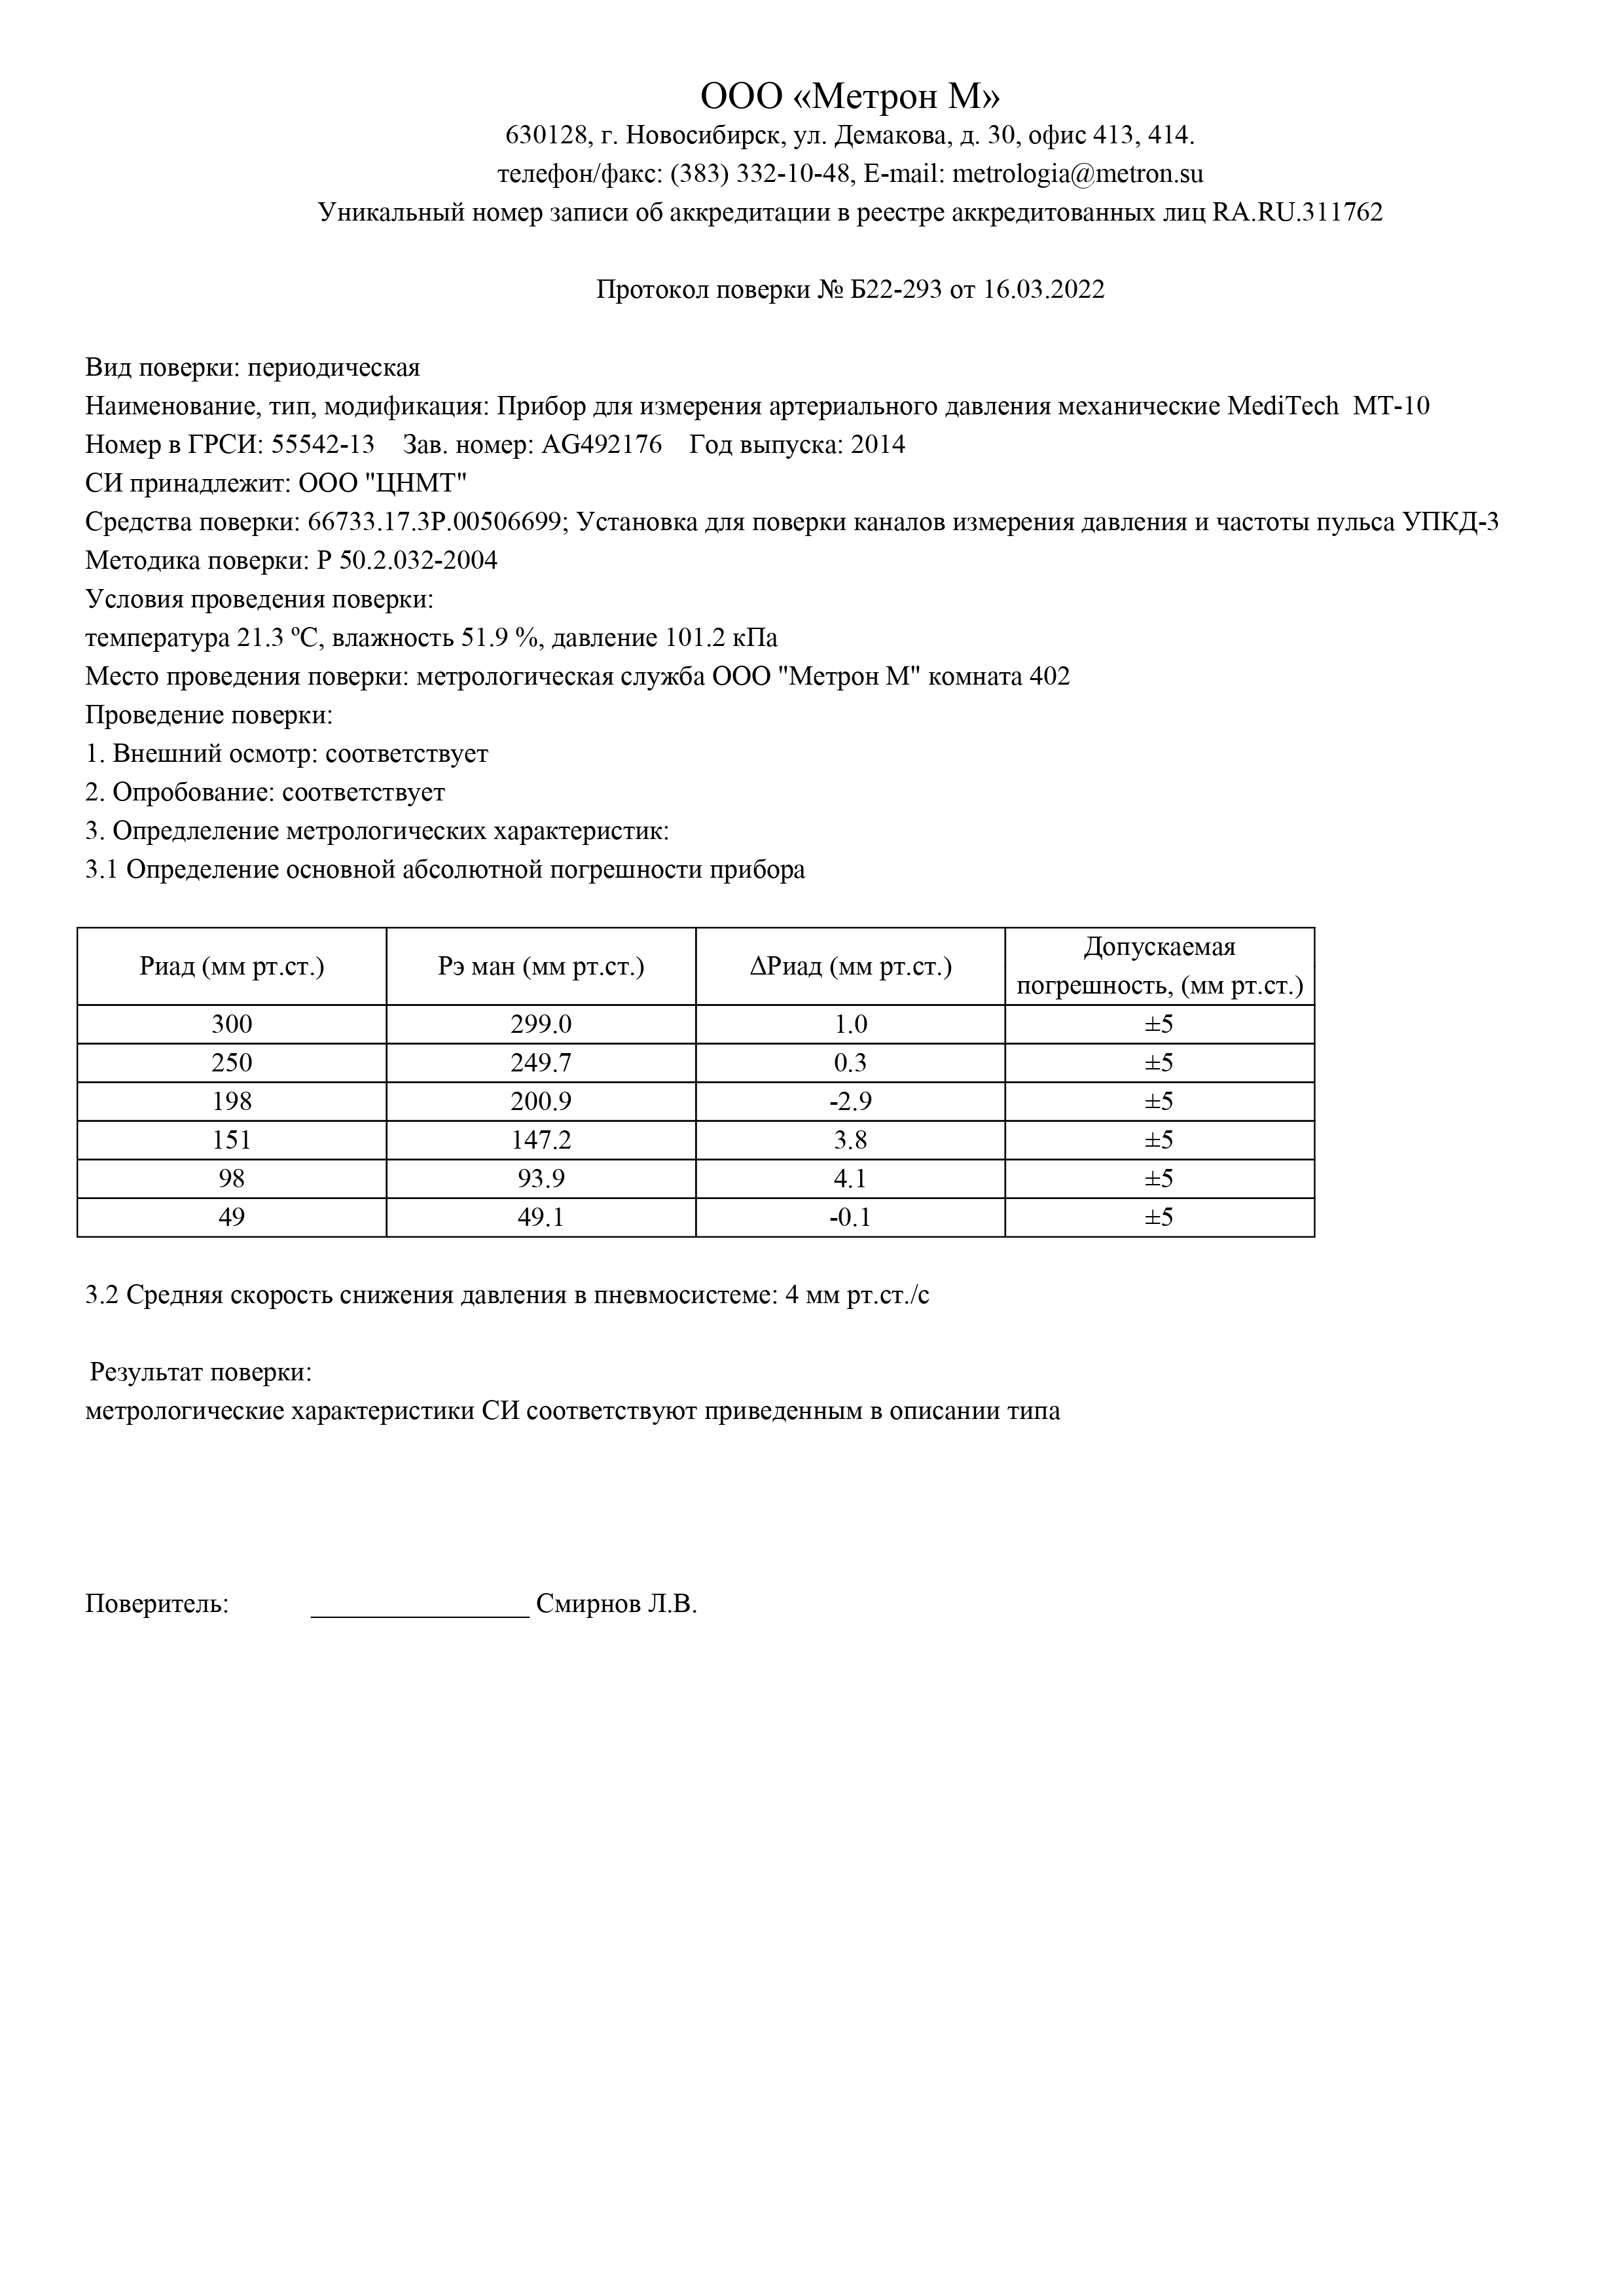 ООО «Метрон М»
630128, г. Новосибирск, ул. Демакова, д. 30, офис 413, 414.
телефон/факс: (383) 332-10-48, E-mail: metrologia@metron.su
Уникальный номер записи об аккредитации в реестре аккредитованных лиц RA.RU.311762
Протокол поверки № Б22-293 от 16.03.2022
Вид поверки: периодическая
Наименование, тип, модификация: Прибор для измерения артериального давления механические MediTech  МТ-10
Номер в ГРСИ: 55542-13    Зав. номер: AG492176    Год выпуска: 2014
СИ принадлежит: ООО "ЦНМТ"
Средства поверки: 66733.17.3Р.00506699; Установка для поверки каналов измерения давления и частоты пульса УПКД-3
Методика поверки: Р 50.2.032-2004
Условия проведения поверки:
температура 21.3 ºС, влажность 51.9 %, давление 101.2 кПа
Место проведения поверки: метрологическая служба ООО "Метрон М" комната 402
Проведение поверки:
1. Внешний осмотр: соответствует
2. Опробование: соответствует
3. Опредлеление метрологических характеристик:
3.1 Определение основной абсолютной погрешности прибора
Риад (мм рт.ст.) Рэ ман (мм рт.ст.) ΔРиад (мм рт.ст.) Допускаемая
погрешность, (мм рт.ст.)
300 299.0 1.0 ±5
250 249.7 0.3 ±5
198 200.9 -2.9 ±5
151 147.2 3.8 ±5
98 93.9 4.1 ±5
49 49.1 -0.1 ±5
3.2 Средняя скорость снижения давления в пневмосистеме: 4 мм рт.ст./с
Результат поверки:
метрологические характеристики СИ соответствуют приведенным в описании типа
Поверитель: ________________ Смирнов Л.В.